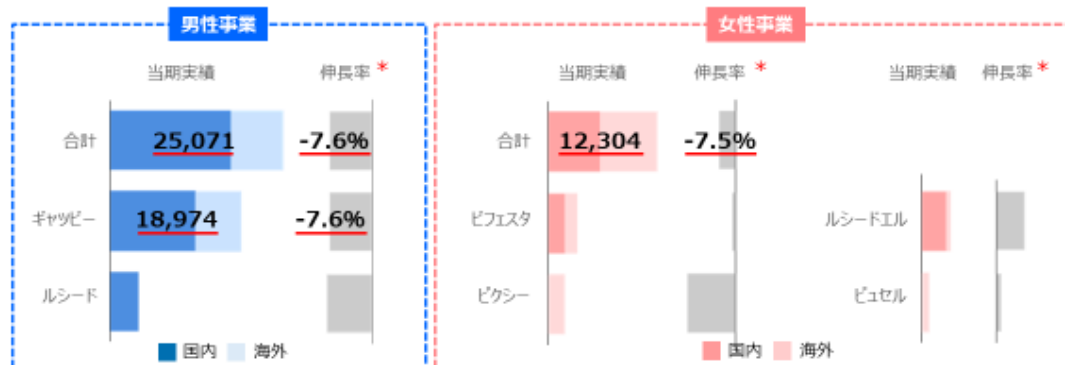 男性事業
当期実績 伸長率 *
合計 25,071 -7.6%
ギャツビー 18,974 -7.6%
ルシード
国内 海外
女性事業
当期実績 伸長率 * 当期実績 伸長率 *
合計 12,304 -7.5%
ビフェスタ ルシードエル
ピクシー ピュセル
国内 海外